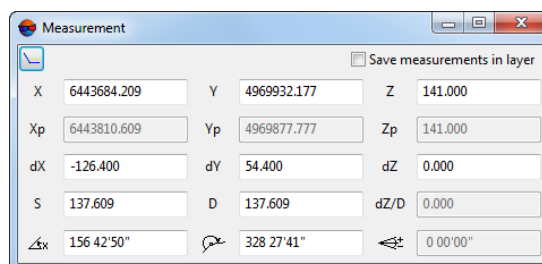 Measurement
Save measurements in layer
X 6443684.209 Y 4969932.177 Z 141.000
Xp 6443810.609 Yp 4969877.777 Zp 141.000
dX -126.400 dY 54.400 dZ 0.000
S 137.609 D 137.609 dZ/D 0.000
x 156 42'50" 328 27'41" 0 00'00"